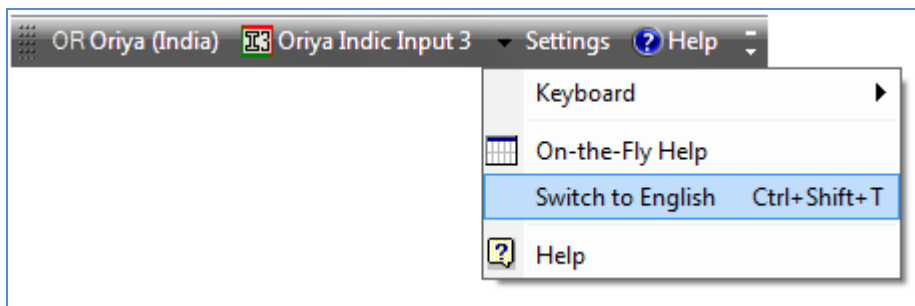 OR Oriya (India) Oriya Indic Input 3 Settings Help
Keyboard
On-the-Fly Help
Switch to English Ctrl+Shift+T
Help